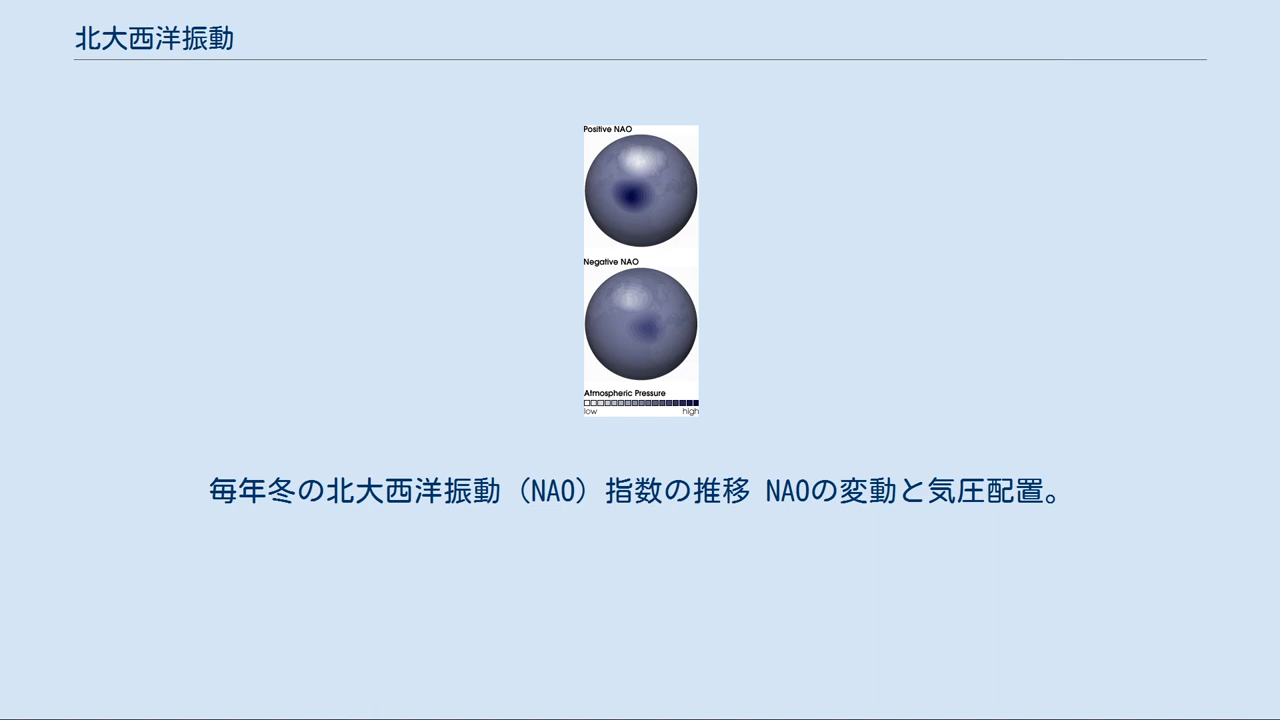 北大西洋振動
Positive NAO
Negative NAO
Atmospheric Pressure
low high
毎年冬の北大西洋振動（NAO）指数の推移 NAOの変動と気圧配置。